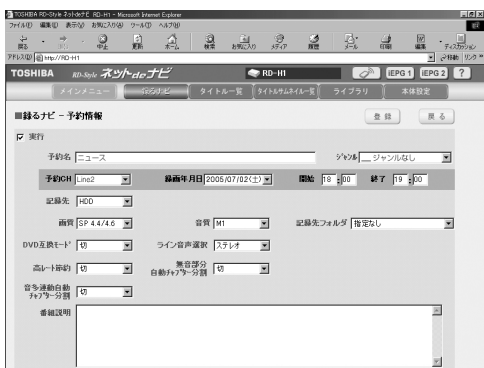 TOSHIBA RD-Style ネットdeナビ RD-H1 - Microsoft Internet Explorer
ファイル(F) 編集(E) 表示(V) お気に入り(A) ツール(T) ヘルプ(H)
戻る 中止 更新 ホーム 検索 お気に入り メディア 履歴 メール 印刷 編集 ディスカッション
アドレス(D) http://RD-H1 移動 リンク
TOSHIBA RD-Style ネットdeナビ RD-H1 iEPG 1 iEPG 2 ?
メインメニュー 録るナビ タイトル一覧 タイトルサムネイル一覧 ライブラリ 本体設定
■録るナビ - 予約情報 登録 戻る
実行
予約名 ニュース ジャンル __ ジャンルなし
予約CH Line2 録画年月日 2005/07/02(土) 開始 18 : 00 終了 19 : 00
記録先 HDD
画質 SP 4.4/4.6 音質 M1 記録先フォルダ 指定なし
DVD互換モード 切 ライン音声選択 ステレオ
高レート節約 切 無音部分自動チャプター分割 切
音多連動自動チャプター分割 切
番組説明